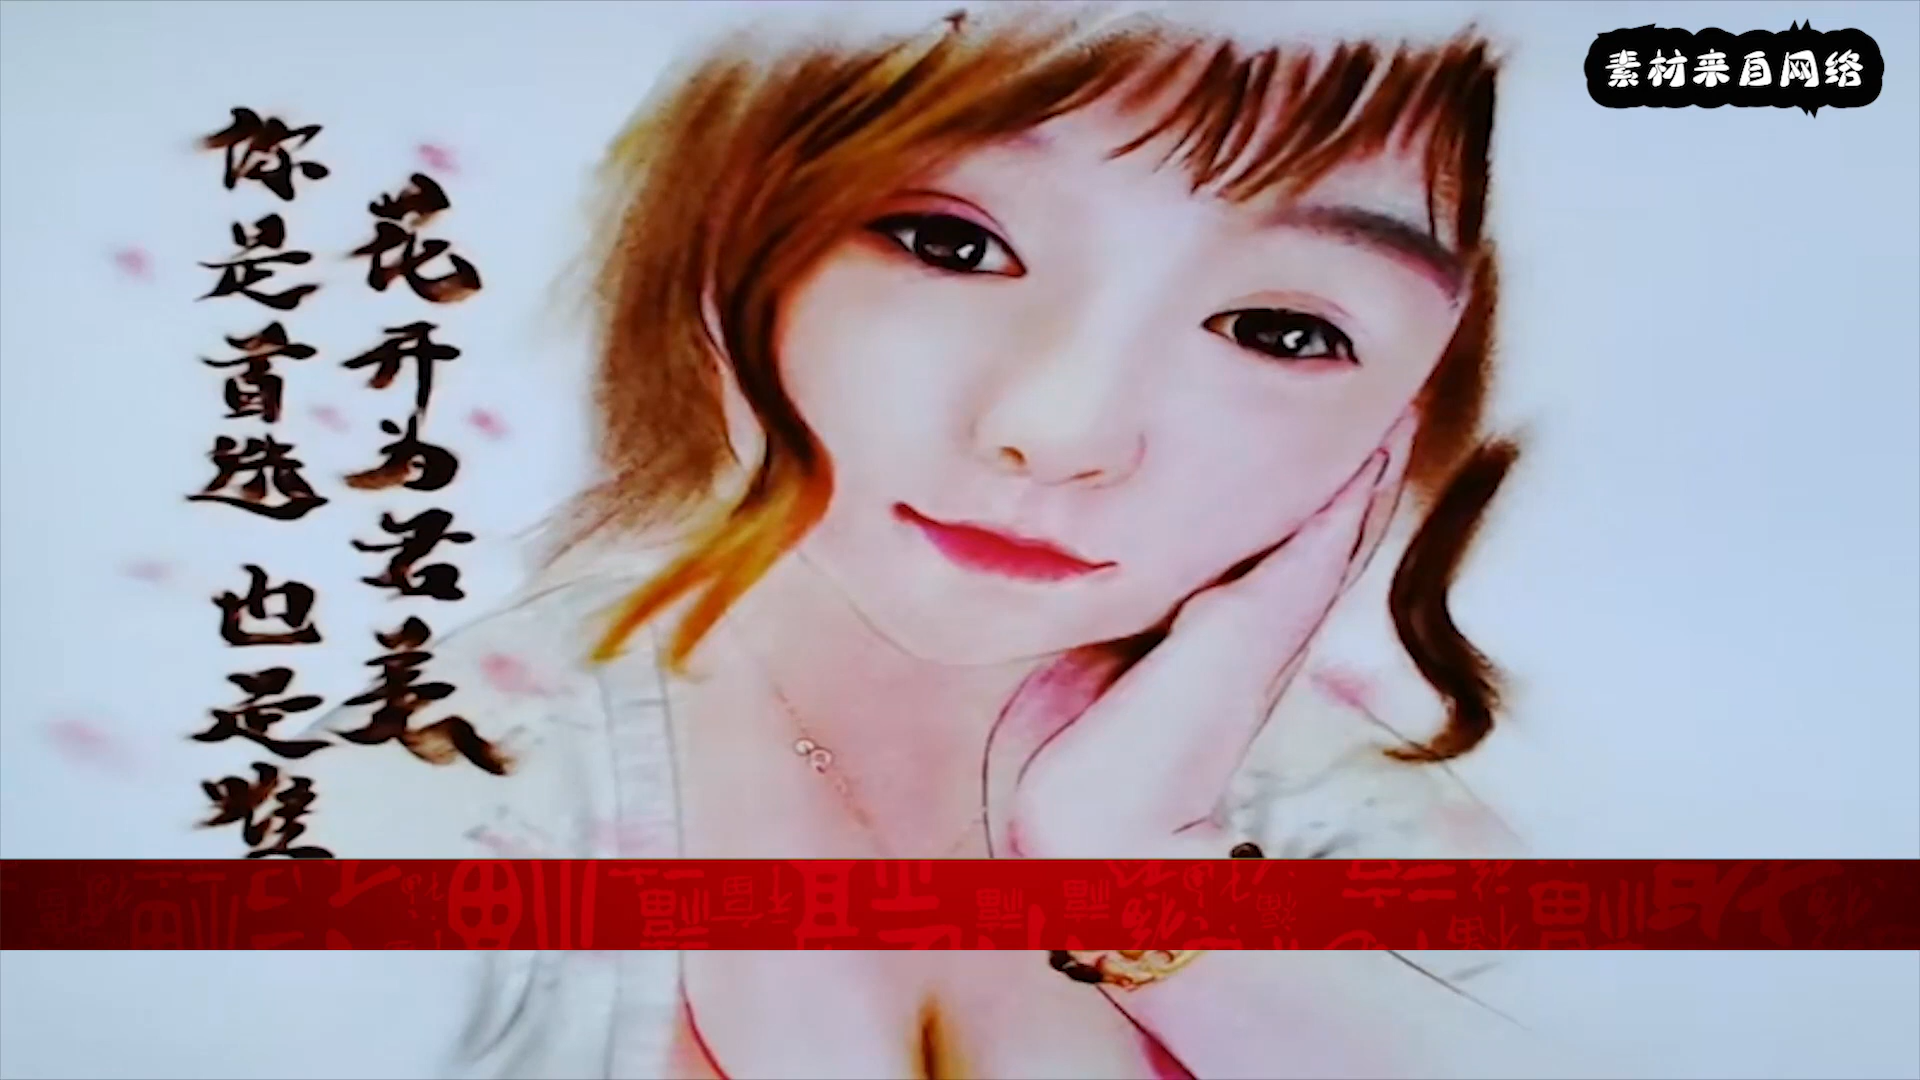 素材来自网络
花开为君美
你是首选 也是唯